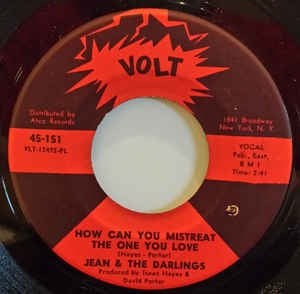 VOLT
Distributed by
Atco Records
1841 Broadway
New York, N. Y.
45-151
VLT-12475-PL
VOCAL
Pub., East,
B M I
Time: 2:41
HOW CAN YOU MISTREAT
THE ONE YOU LOVE
(Hayes - Porter)
JEAN & THE DARLINGS
Produced by Isaac Hayes &
David Porter